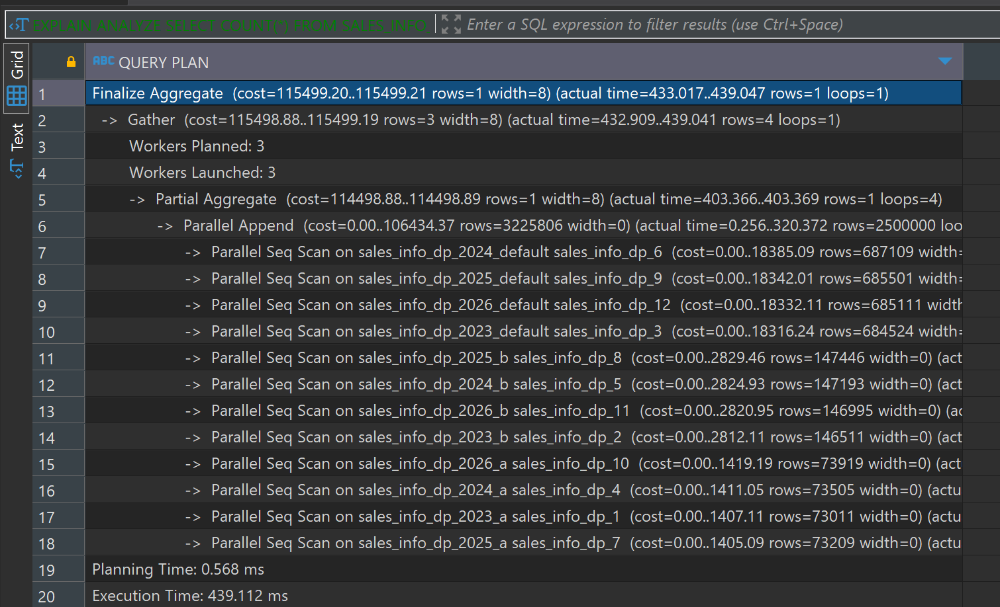 EXPLAIN ANALYZE SELECT COUNT(*) FROM SALES_INFO_
Enter a SQL expression to filter results (use Ctrl+Space)
Grid
Text
ABC QUERY PLAN
1 Finalize Aggregate (cost=115499.20..115499.21 rows=1 width=8) (actual time=433.017..439.047 rows=1 loops=1)
2 -> Gather (cost=115498.88..115499.19 rows=3 width=8) (actual time=432.909..439.041 rows=4 loops=1)
3 Workers Planned: 3
4 Workers Launched: 3
5 -> Partial Aggregate (cost=114498.88..114498.89 rows=1 width=8) (actual time=403.366..403.369 rows=1 loops=4)
6 -> Parallel Append (cost=0.00..106434.37 rows=3225806 width=0) (actual time=0.256..320.372 rows=2500000 loo
7 -> Parallel Seq Scan on sales_info_dp_2024_default sales_info_dp_6 (cost=0.00..18385.09 rows=687109 width=
8 -> Parallel Seq Scan on sales_info_dp_2025_default sales_info_dp_9 (cost=0.00..18342.01 rows=685501 width=
9 -> Parallel Seq Scan on sales_info_dp_2026_default sales_info_dp_12 (cost=0.00..18332.11 rows=685111 width
10 -> Parallel Seq Scan on sales_info_dp_2023_default sales_info_dp_3 (cost=0.00..18316.24 rows=684524 width=
11 -> Parallel Seq Scan on sales_info_dp_2025_b sales_info_dp_8 (cost=0.00..2829.46 rows=147446 width=0) (act
12 -> Parallel Seq Scan on sales_info_dp_2024_b sales_info_dp_5 (cost=0.00..2824.93 rows=147193 width=0) (act
13 -> Parallel Seq Scan on sales_info_dp_2026_b sales_info_dp_11 (cost=0.00..2820.95 rows=146995 width=0) (ac
14 -> Parallel Seq Scan on sales_info_dp_2023_b sales_info_dp_2 (cost=0.00..2812.11 rows=146511 width=0) (act
15 -> Parallel Seq Scan on sales_info_dp_2026_a sales_info_dp_10 (cost=0.00..1419.19 rows=73919 width=0) (act
16 -> Parallel Seq Scan on sales_info_dp_2024_a sales_info_dp_4 (cost=0.00..1411.05 rows=73505 width=0) (actu
17 -> Parallel Seq Scan on sales_info_dp_2023_a sales_info_dp_1 (cost=0.00..1407.11 rows=73011 width=0) (actu
18 -> Parallel Seq Scan on sales_info_dp_2025_a sales_info_dp_7 (cost=0.00..1405.09 rows=73209 width=0) (actu
19 Planning Time: 0.568 ms
20 Execution Time: 439.112 ms